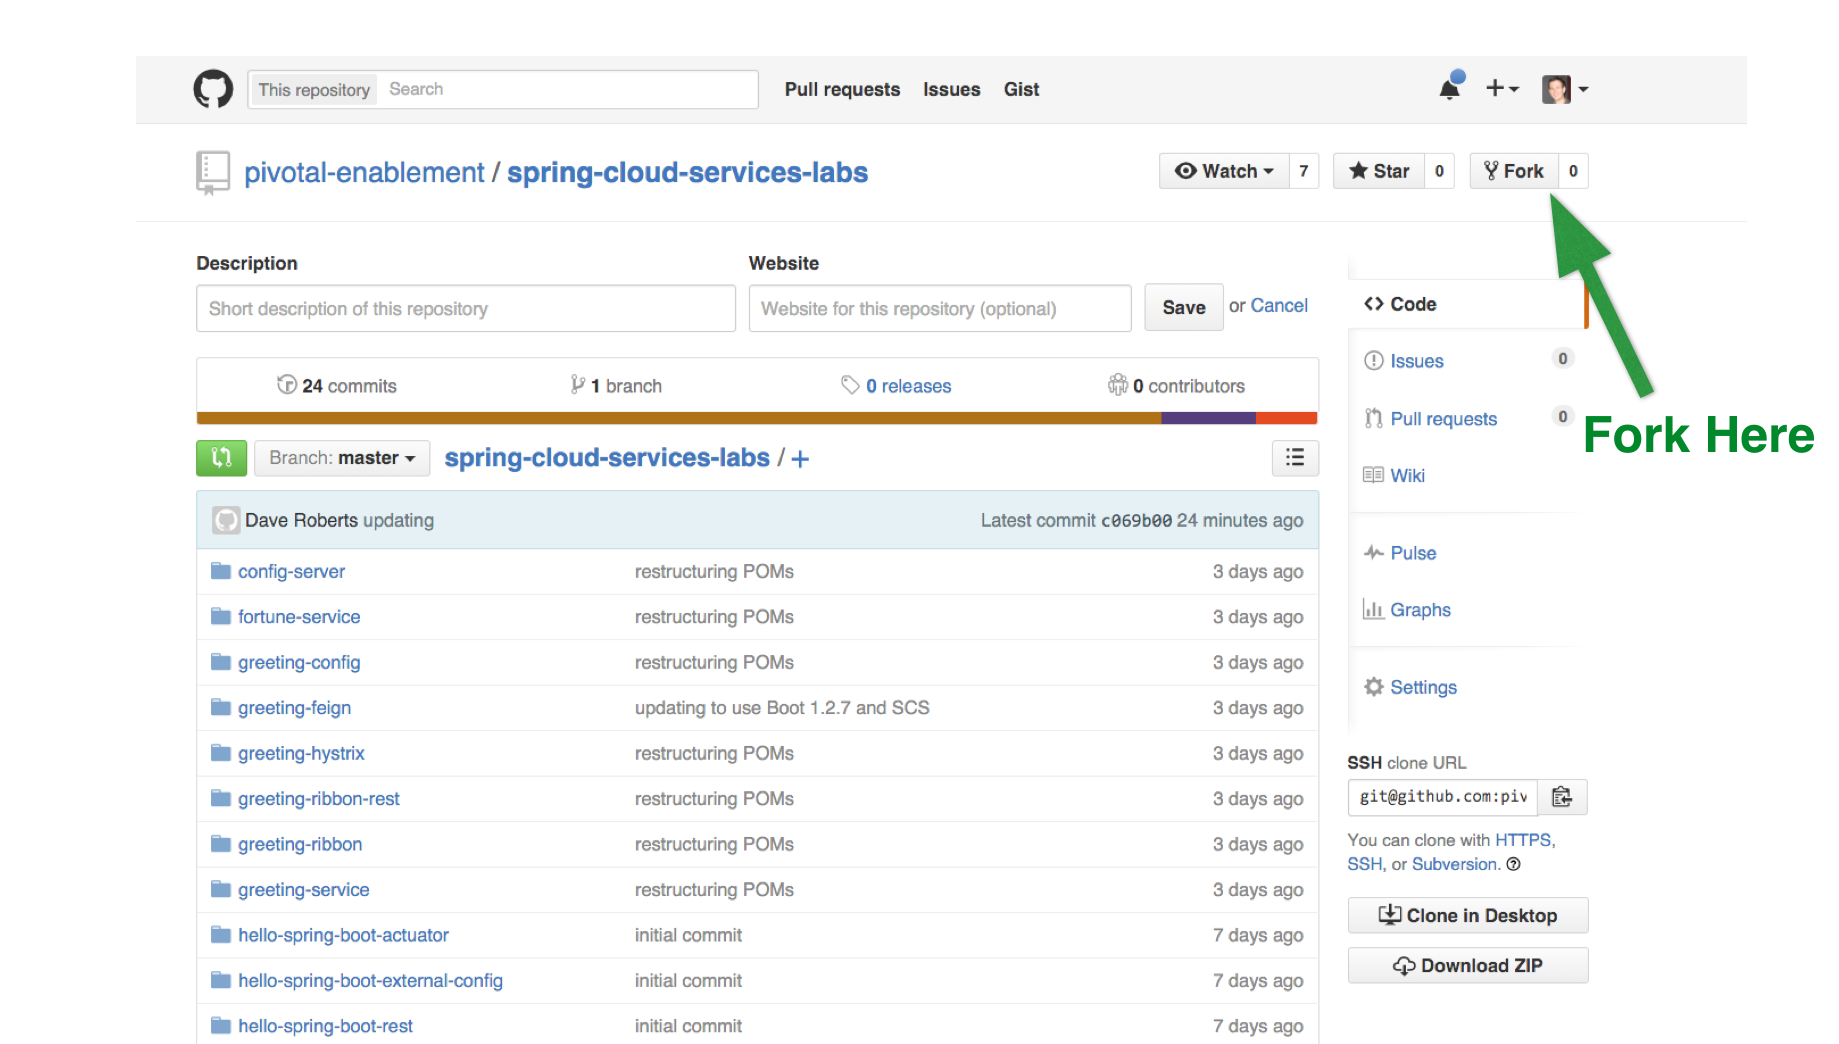 This repository Search Pull requests Issues Gist
pivotal-enablement / spring-cloud-services-labs Watch 7 Star 0 Fork 0
Description Website
Short description of this repository Website for this repository (optional) Save or Cancel
24 commits 1 branch 0 releases 0 contributors
Branch: master spring-cloud-services-labs / +
Dave Roberts updating Latest commit c069b00 24 minutes ago
config-server restructuring POMs 3 days ago
fortune-service restructuring POMs 3 days ago
greeting-config restructuring POMs 3 days ago
greeting-feign updating to use Boot 1.2.7 and SCS 3 days ago
greeting-hystrix restructuring POMs 3 days ago
greeting-ribbon-rest restructuring POMs 3 days ago
greeting-ribbon restructuring POMs 3 days ago
greeting-service restructuring POMs 3 days ago
hello-spring-boot-actuator initial commit 7 days ago
hello-spring-boot-external-config initial commit 7 days ago
hello-spring-boot-rest initial commit 7 days ago
Code
Issues 0
Pull requests 0
Wiki
Pulse
Graphs
Settings
SSH clone URL
git@github.com:piv
You can clone with HTTPS,
SSH, or Subversion.
Clone in Desktop
Download ZIP
Fork Here